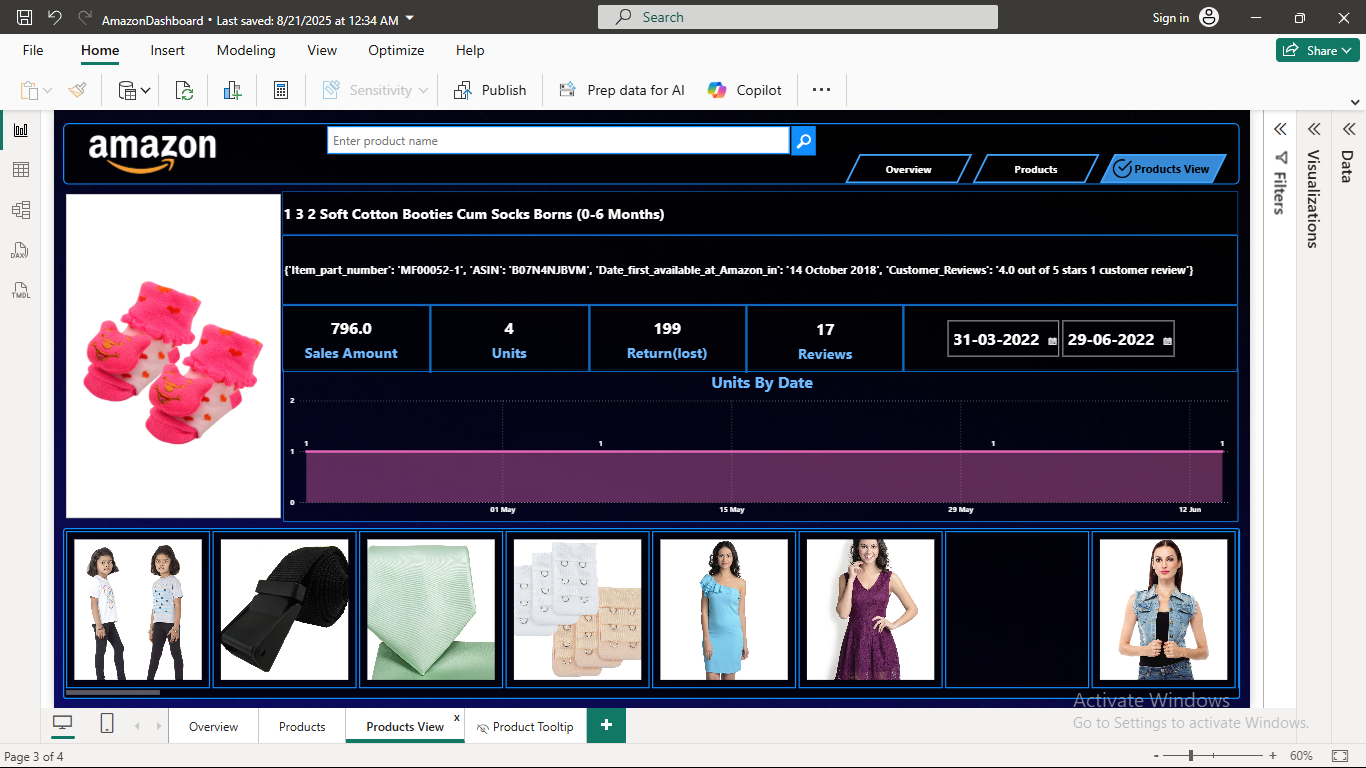 AmazonDashboard • Last saved: 8/21/2025 at 12:34 AM
Search
Sign in
File
Home
Insert
Modeling
View
Optimize
Help
Share
Sensitivity
Publish
Prep data for AI
Copilot
DAX
TMDL
amazon
Enter product name
Overview
Products
Products View
Filters
Visualizations
Data
1 3 2 Soft Cotton Booties Cum Socks Borns (0-6 Months)
{'Item_part_number': 'MF00052-1', 'ASIN': 'B07N4NJBVM', 'Date_first_available_at_Amazon_in': '14 October 2018', 'Customer_Reviews': '4.0 out of 5 stars 1 customer review'}
796.0
Sales Amount
4
Units
199
Return(lost)
17
Reviews
31-03-2022
29-06-2022
Units By Date
2
1
0
1
1
1
1
01 May
15 May
29 May
12 Jun
Activate Windows
Go to Settings to activate Windows.
Overview
Products
Products View
x
Product Tooltip
+
Page 3 of 4
- + 60%